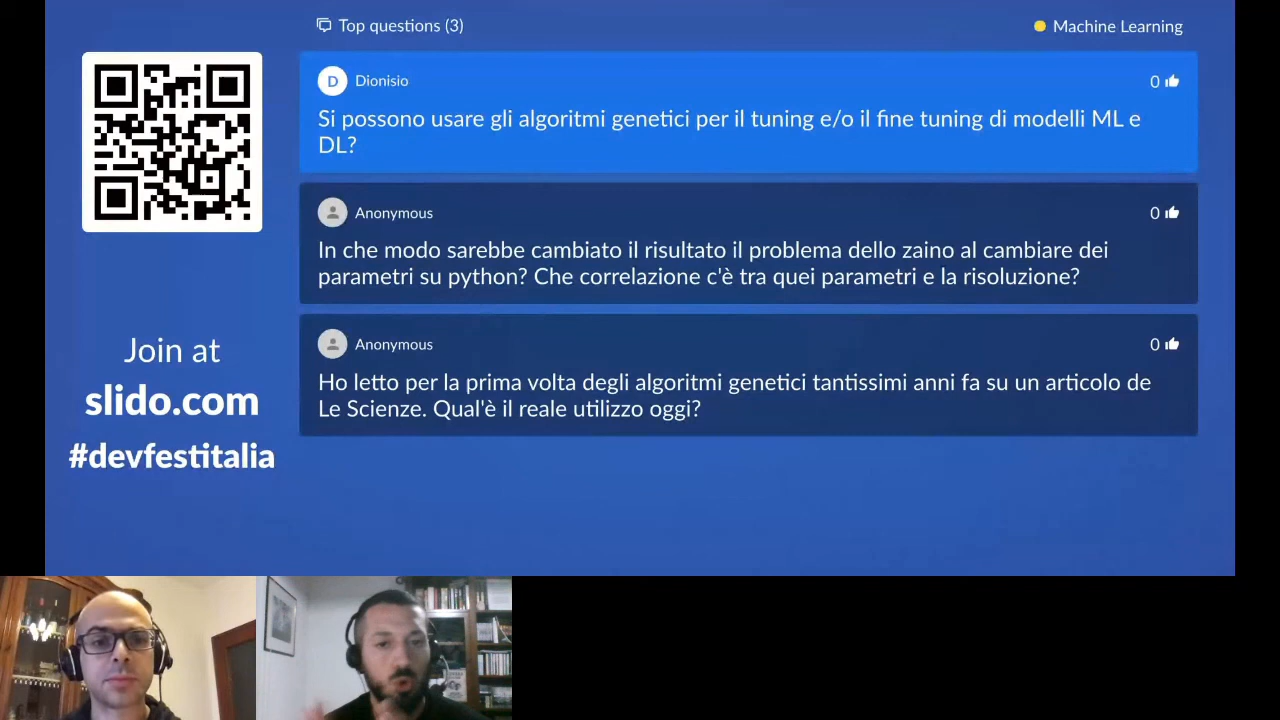 Top questions (3)
Machine Learning
D Dionisio
0
Si possono usare gli algoritmi genetici per il tuning e/o il fine tuning di modelli ML e
DL?
Anonymous
0
In che modo sarebbe cambiato il risultato il problema dello zaino al cambiare dei
parametri su python? Che correlazione c'è tra quei parametri e la risoluzione?
Anonymous
0
Ho letto per la prima volta degli algoritmi genetici tantissimi anni fa su un articolo de
Le Scienze. Qual'è il reale utilizzo oggi?
Join at
slido.com
#devfestitalia